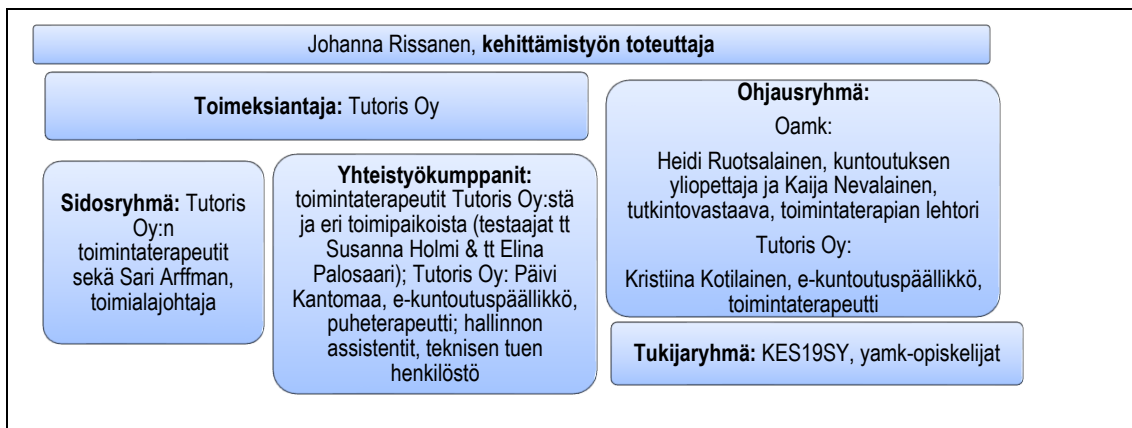 Johanna Rissanen, kehittämistyön toteuttaja
Toimeksiantaja: Tutoris Oy
Sidosryhmä: Tutoris
Oy:n
toimintaterapeutit
sekä Sari Arffman,
toimialajohtaja
Yhteistyökumppanit:
toimintaterapeutit Tutoris Oy:stä
ja eri toimipaikoista (testaajat tt
Susanna Holmi & tt Elina
Palosaari); Tutoris Oy: Päivi
Kantomaa, e-kuntoutuspäällikkö,
puheterapeutti; hallinnon
assistentit, teknisen tuen
henkilöstö
Ohjausryhmä:
Oamk:
Heidi Ruotsalainen, kuntoutuksen
yliopettaja ja Kaija Nevalainen,
tutkintovastaava, toimintaterapian lehtori
Tutoris Oy:
Kristiina Kotilainen, e-kuntoutuspäällikkö,
toimintaterapeutti
Tukijaryhmä: KES19SY, yamk-opiskelijat